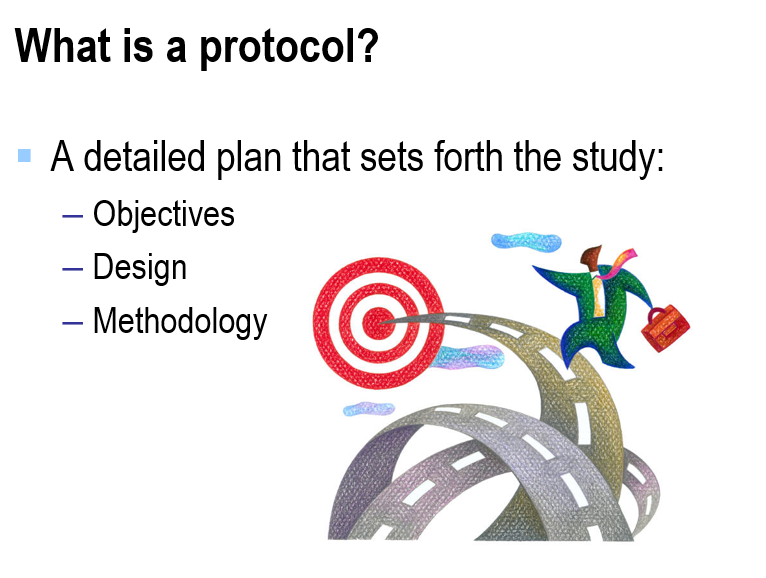 What is a protocol?
A detailed plan that sets forth the study:
– Objectives
– Design
– Methodology